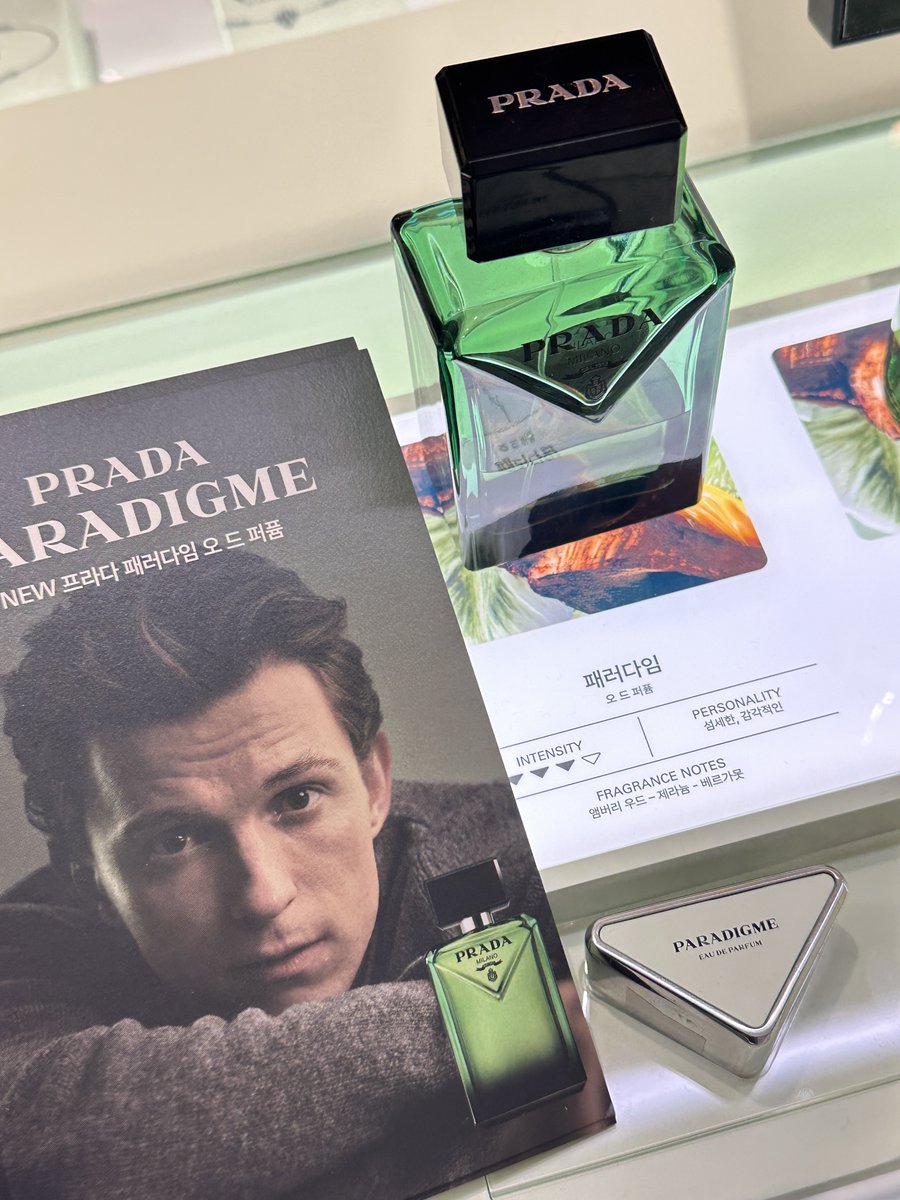 PRADA
PRADA
MILANO
PRADA
ARADIGME
NEW 프라다 패러다임 오 드 퍼퓸
PRADA
MILANO
패러다임
오 드 퍼퓸
INTENSITY
PERSONALITY
섬세한, 감각적인
FRAGRANCE NOTES
앰버리 우드 – 제라늄 - 베르가못
PARADIGME
EAU DE PARFUM